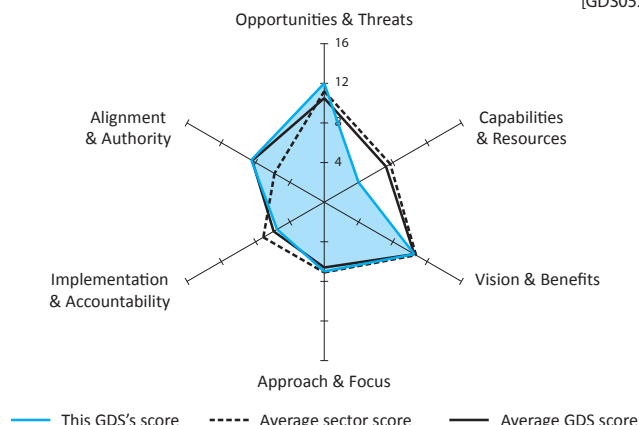 [GDS05
Opportunities & Threats
16
12
8
4
Alignment
& Authority
Capabilities
& Resources
Implementation
& Accountability
Vision & Benefits
Approach & Focus
This GDS's score
Average sector score
Average GDS score